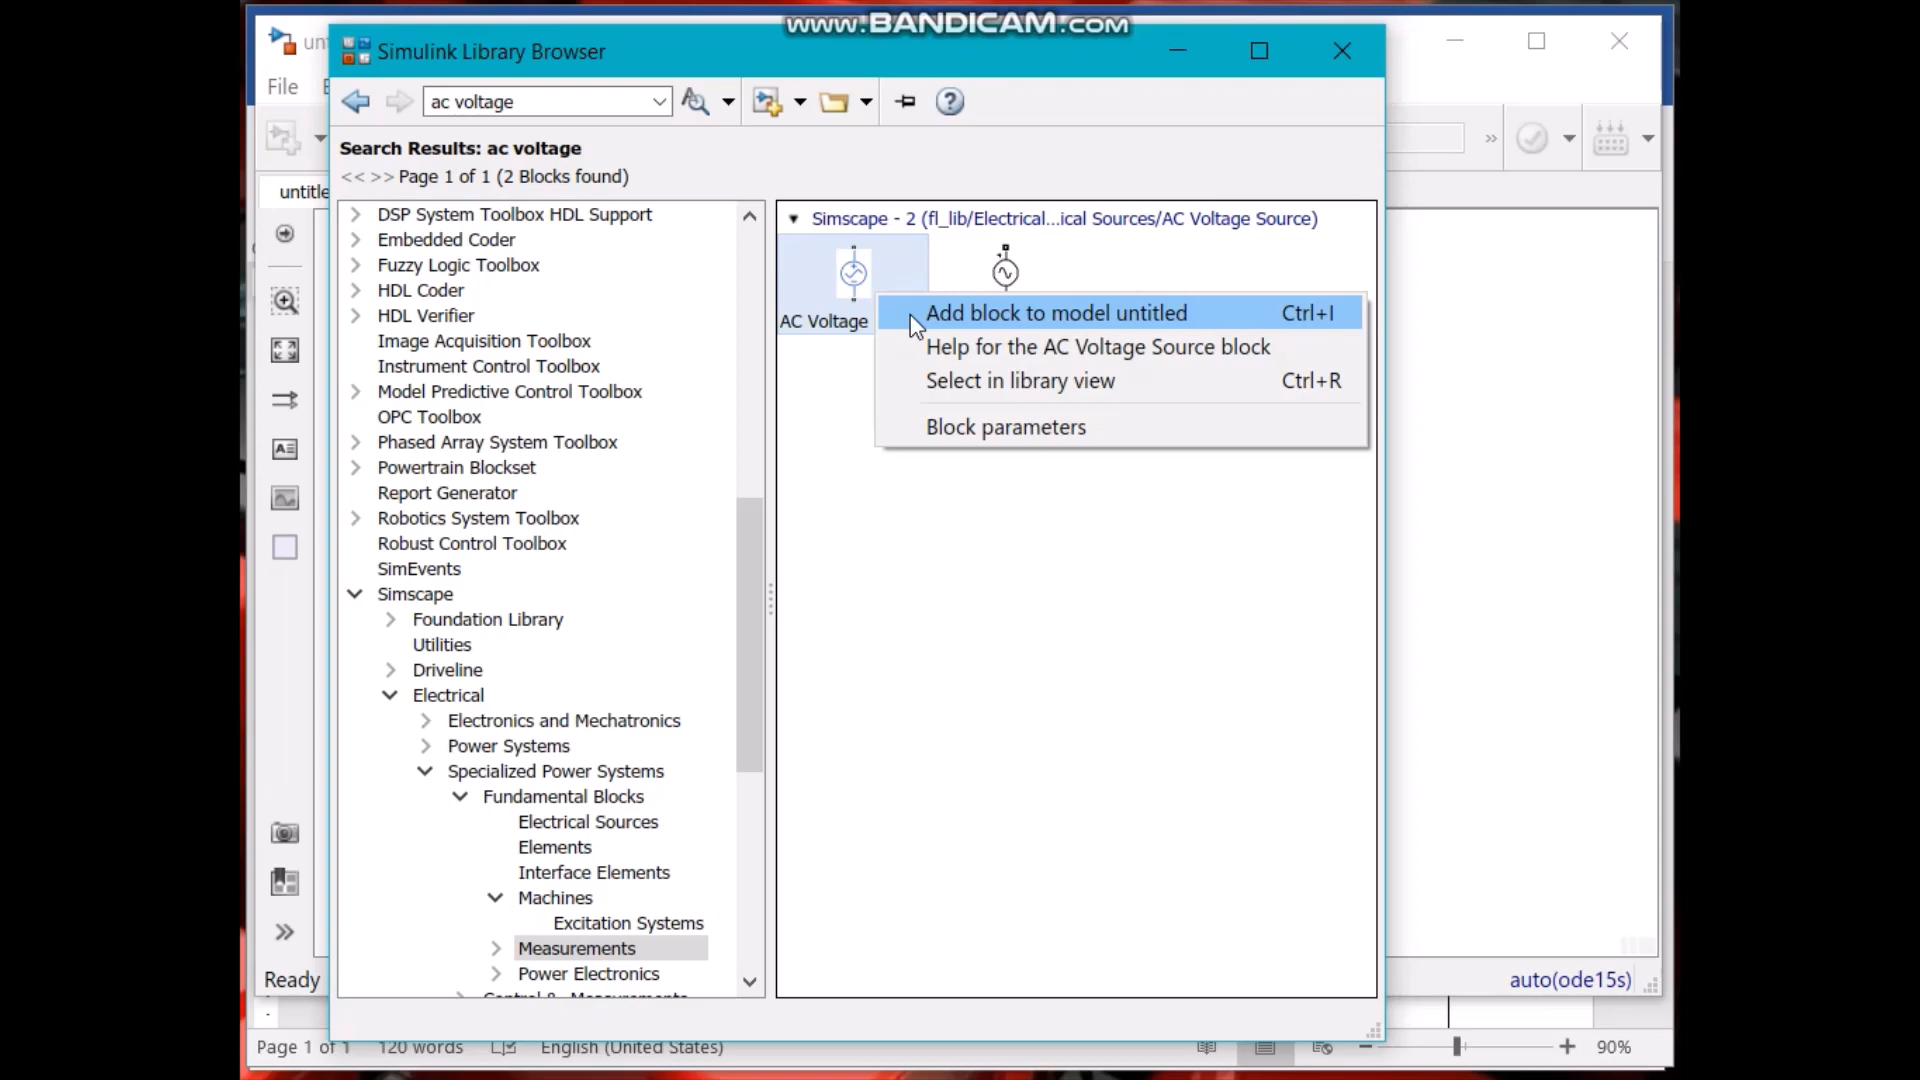 www.BANDICAM.com
Simulink Library Browser
File
ac voltage
Search Results: ac voltage
<< >> Page 1 of 1 (2 Blocks found)
DSP System Toolbox HDL Support
Embedded Coder
Fuzzy Logic Toolbox
HDL Coder
HDL Verifier
Image Acquisition Toolbox
Instrument Control Toolbox
Model Predictive Control Toolbox
OPC Toolbox
Phased Array System Toolbox
Powertrain Blockset
Report Generator
Robotics System Toolbox
Robust Control Toolbox
SimEvents
Simscape
Foundation Library
Utilities
Driveline
Electrical
Electronics and Mechatronics
Power Systems
Specialized Power Systems
Fundamental Blocks
Electrical Sources
Elements
Interface Elements
Machines
Excitation Systems
Measurements
Power Electronics
Simscape - 2 (fl_lib/Electrical...ical Sources/AC Voltage Source)
AC Voltage
Add block to model untitled Ctrl+I
Help for the AC Voltage Source block
Select in library view Ctrl+R
Block parameters
Ready
auto(ode15s)
Page 1 of 1 120 words English (United States) 90%